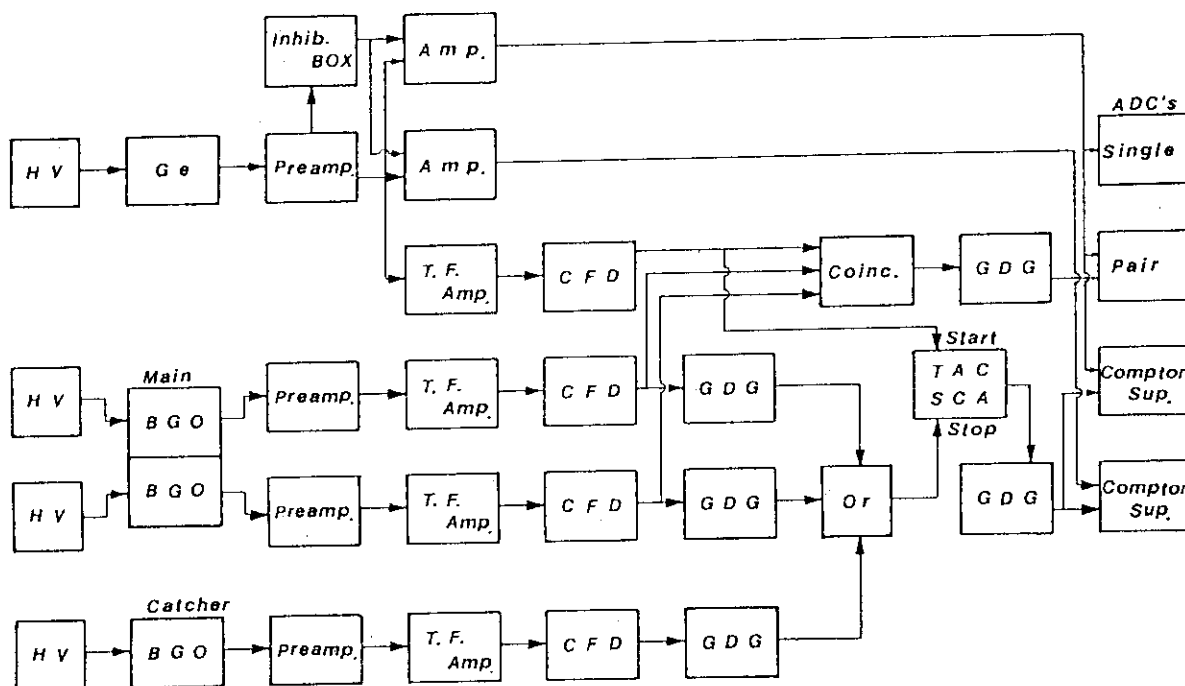 Inhib.
BOX
Amp.
ADC's
HV
Ge
Preamp.
Amp.
Single
T. F.
Amp.
CFD
Coinc.
GDG
Pair
Start
TAC
SCA
Stop
Main
HV
BGO
Preamp.
T. F.
Amp.
CFD
GDG
Compton
Sup.
HV
BGO
Preamp.
T. F.
Amp.
CFD
GDG
Or
GDG
Compton
Sup.
Catcher
HV
BGO
Preamp.
T. F.
Amp.
CFD
GDG